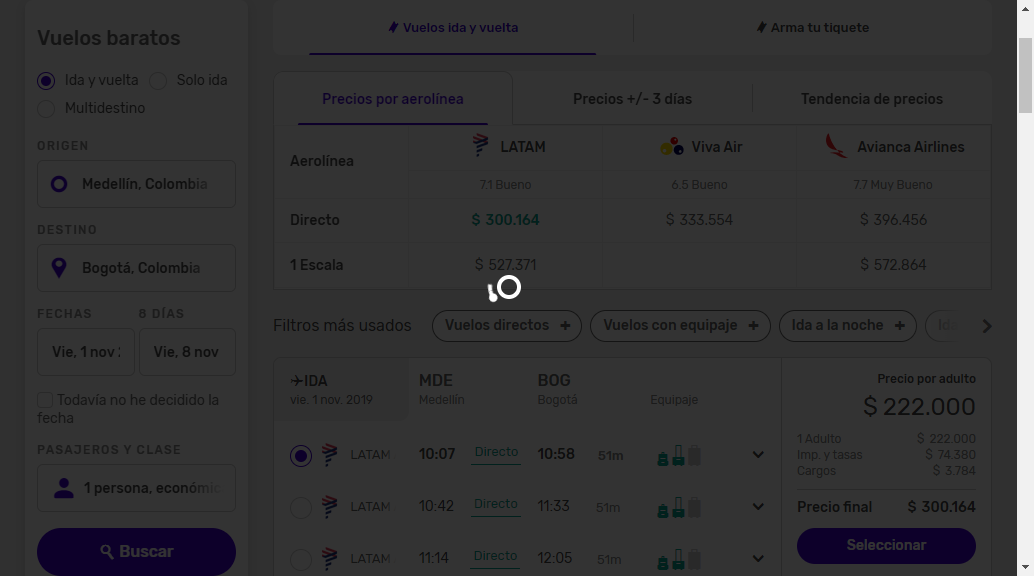 Vuelos baratos
Ida y vuelta Solo ida
Multidestino
ORIGEN
Medellín, Colombia
DESTINO
Bogotá, Colombia
FECHAS 8 DÍAS
Vie, 1 nov Vie, 8 nov
Todavía no he decidido la
fecha
PASAJEROS Y CLASE
1 persona, económic
Buscar
Vuelos ida y vuelta Arma tu tiquete
Precios por aerolínea Precios +/- 3 días Tendencia de precios
Aerolínea LATAM Viva Air Avianca Airlines
7.1 Bueno 6.5 Bueno 7.7 Muy Bueno
Directo $ 300.164 $ 333.554 $ 396.456
1 Escala $ 527.371 $ 572.864
Filtros más usados Vuelos directos + Vuelos con equipaje + Ida a la noche + Id
IDA MDE BOG
vie. 1 nov. 2019 Medellín Bogotá Equipaje
LATAM 10:07 Directo 10:58 51m
LATAM 10:42 Directo 11:33 51m
LATAM 11:14 Directo 12:05 51m
Precio por adulto
$ 222.000
1 Adulto $ 222.000
Imp. y tasas $ 74.380
Cargos $ 3.784
Precio final $ 300.164
Seleccionar